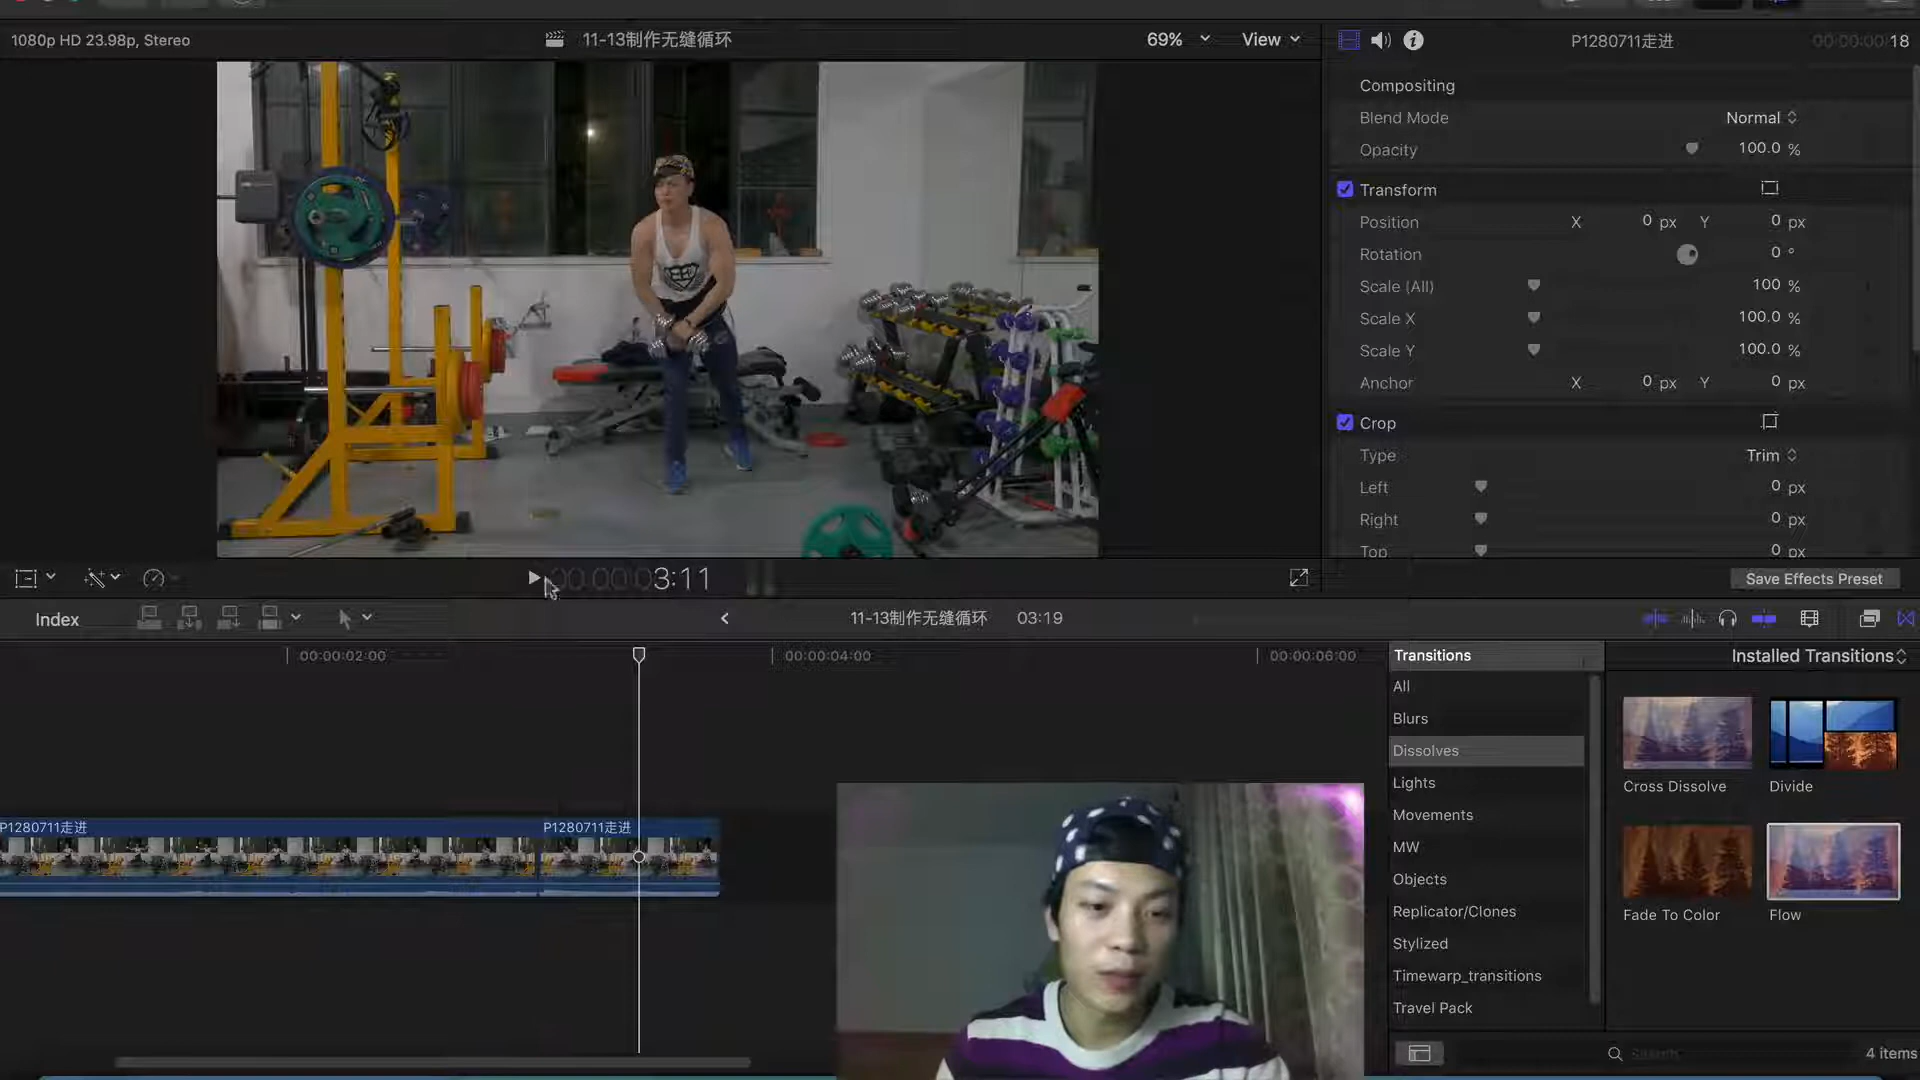 1080p HD 23.98p, Stereo
11-13制作无缝循环
69%
View
P1280711走进
00:00:00:18
Compositing
Blend Mode
Normal
Opacity
100.0 %
Transform
Position
X 0 px Y 0 px
Rotation
0 °
Scale (All)
100 %
Scale X
100.0 %
Scale Y
100.0 %
Anchor
X 0 px Y 0 px
Crop
Type
Trim
Left
0 px
Right
0 px
Top
0 px
00:00:03:11
Save Effects Preset
Index
11-13制作无缝循环
03:19
00:00:02:00
00:00:04:00
00:00:06:00
Transitions
Installed Transitions
All
Blurs
Dissolves
Lights
Movements
MW
Objects
Replicator/Clones
Stylized
Timewarp_transitions
Travel Pack
Cross Dissolve
Divide
Fade To Color
Flow
P1280711走进
P1280711走进
Search
4 items